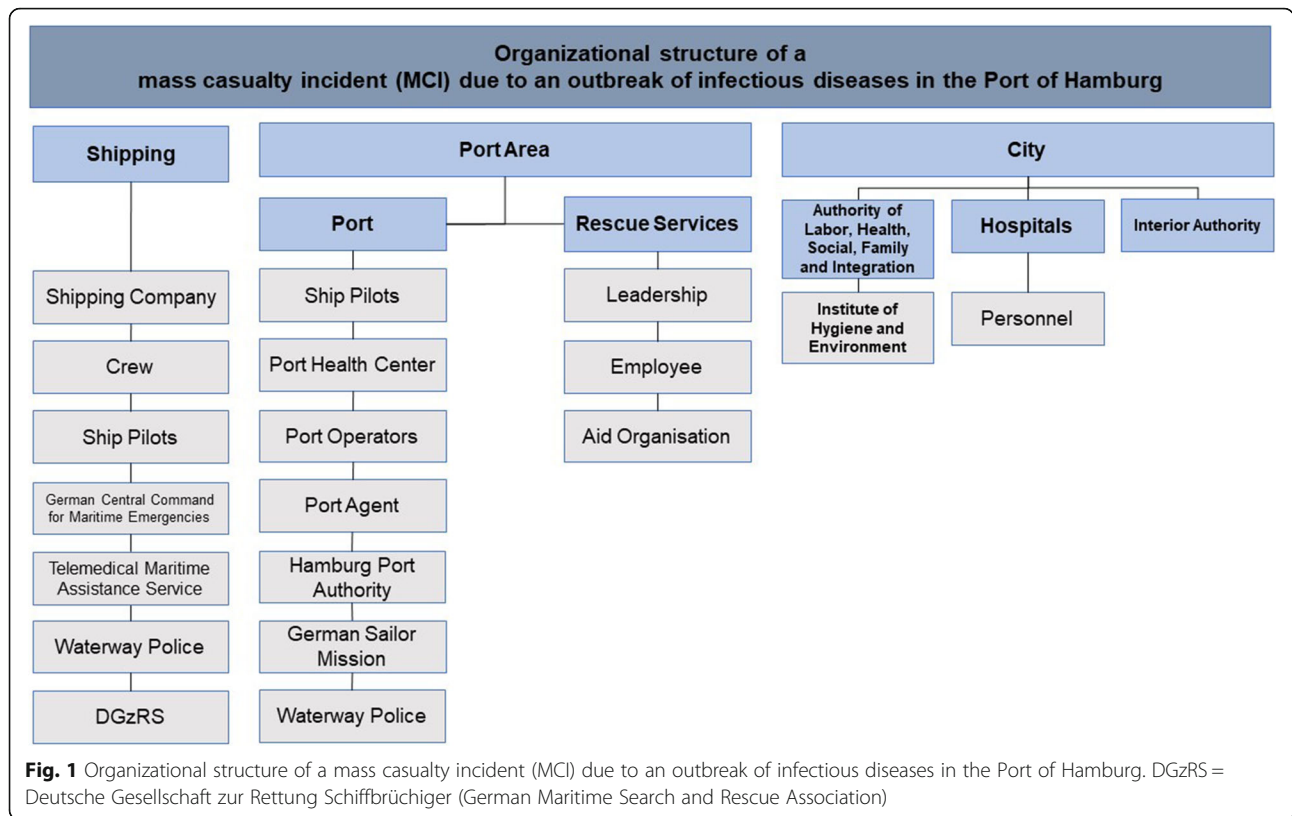 Organizational structure of a
mass casualty incident (MCI) due to an outbreak of infectious diseases in the Port of Hamburg
Shipping
Shipping Company
Crew
Ship Pilots
German Central Command
for Maritime Emergencies
Telemedical Maritime
Assistance Service
Waterway Police
DGzRS
Port Area
Port
Ship Pilots
Port Health Center
Port Operators
Port Agent
Hamburg Port
Authority
German Sailor
Mission
Waterway Police
Rescue Services
Leadership
Employee
Aid Organisation
City
Authority of
Labor, Health,
Social, Family
and Integration
Institute of
Hygiene and
Environment
Hospitals
Personnel
Interior Authority
Fig. 1 Organizational structure of a mass casualty incident (MCI) due to an outbreak of infectious diseases in the Port of Hamburg. DGzRS =
Deutsche Gesellschaft zur Rettung Schiffbrüchiger (German Maritime Search and Rescue Association)